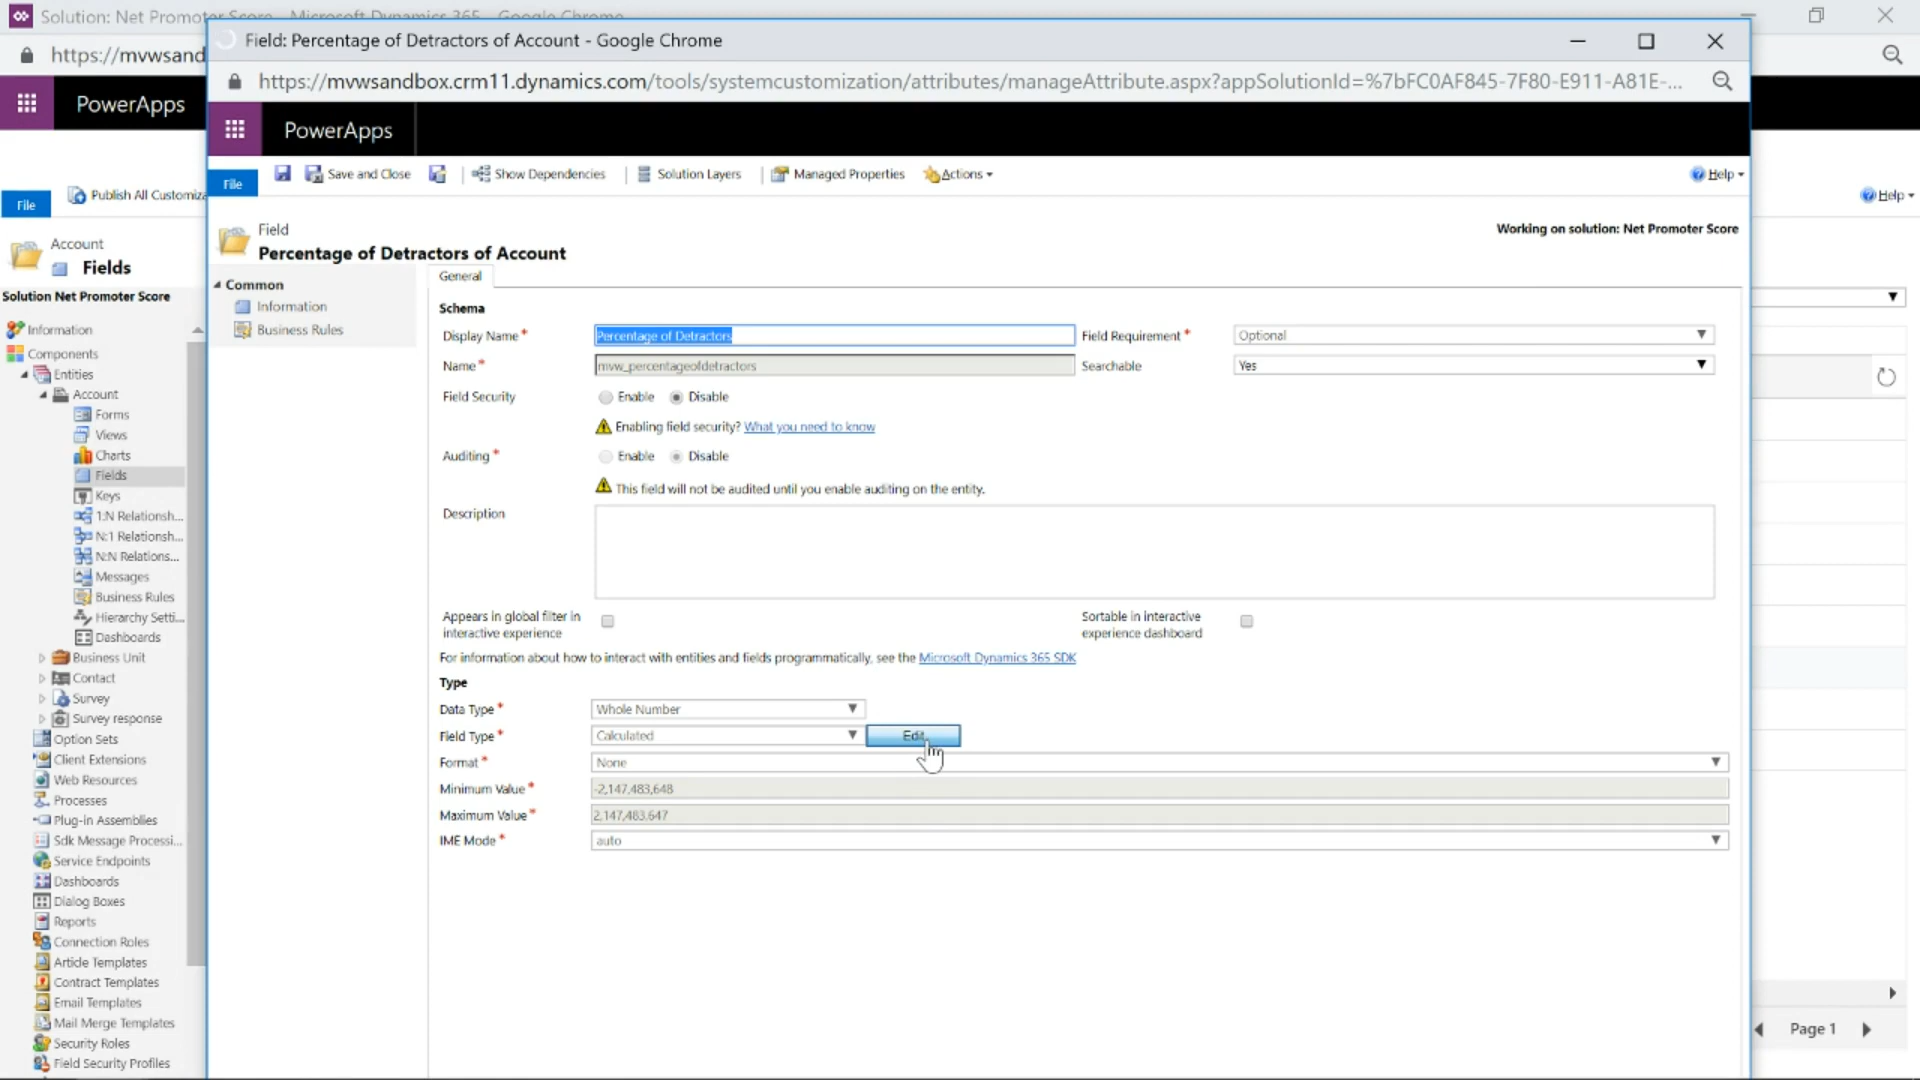 Solution: Net Promoter Score - Microsoft Dynamics 365 - Google Chrome
https://mvwsand
PowerApps
File
Publish All Customiza
Help
Account
Fields
Solution Net Promoter Score
Information
Components
Entities
Account
Forms
Views
Charts
Fields
Keys
1:N Relationsh...
N:1 Relationsh...
N:N Relations...
Messages
Business Rules
Hierarchy Setti...
Dashboards
Business Unit
Contact
Survey
Survey response
Option Sets
Client Extensions
Web Resources
Processes
Plug-in Assemblies
Sdk Message Processi...
Service Endpoints
Dashboards
Dialog Boxes
Reports
Connection Roles
Article Templates
Contract Templates
Email Templates
Mail Merge Templates
Security Roles
Field Security Profiles
Field: Percentage of Detractors of Account - Google Chrome
https://mvwsandbox.crm11.dynamics.com/tools/systemcustomization/attributes/manageAttribute.aspx?appSolutionId=%7bFC0AF845-7F80-E911-A81E-...
PowerApps
File
Save and Close
Show Dependencies
Solution Layers
Managed Properties
Actions
Help
Field
Percentage of Detractors of Account
Working on solution: Net Promoter Score
Common
Information
Business Rules
General
Schema
Display Name* Percentage of Detractors Field Requirement* Optional
Name* mvw_percentageofdetractors Searchable Yes
Field Security Enable Disable
Enabling field security? What you need to know
Auditing* Enable Disable
This field will not be audited until you enable auditing on the entity.
Description
Appears in global filter in
interactive experience
Sortable in interactive
experience dashboard
For information about how to interact with entities and fields programmatically, see the Microsoft Dynamics 365 SDK
Type
Data Type* Whole Number
Field Type* Calculated Edit
Format* None
Minimum Value* -2,147,483,648
Maximum Value* 2,147,483,647
IME Mode* auto
Page 1